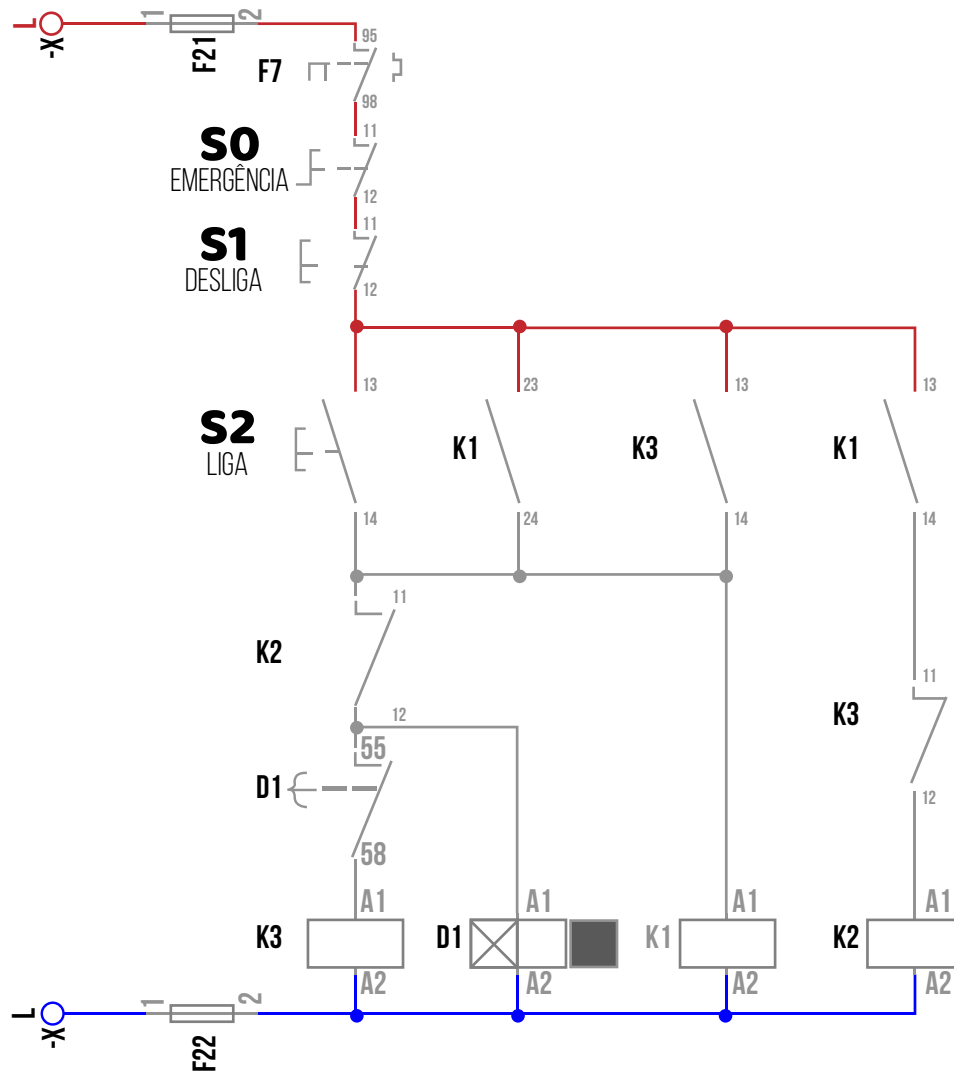 L
-X
1
2
F21
95
F7
98
11
S0
EMERGÊNCIA
12
11
S1
DESLIGA
12
13
23
13
13
S2
LIGA
K1
K3
K1
14
24
14
14
11
K2
12
11
K3
12
55
D1
58
A1
A1
A1
A1
K3
D1
K1
K2
A2
A2
A2
A2
L
-X
1
2
F22